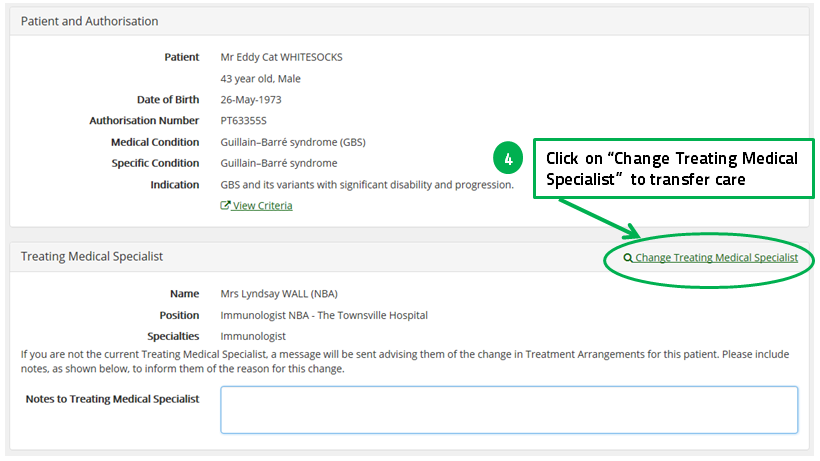 Patient and Authorisation
Patient Mr Eddy Cat WHITESOCKS
43 year old, Male
Date of Birth 26-May-1973
Authorisation Number PT63355S
Medical Condition Guillain–Barré syndrome (GBS)
Specific Condition Guillain–Barré syndrome
Indication GBS and its variants with significant disability and progression.
View Criteria
4
Click on “Change Treating Medical
Specialist” to transfer care
Treating Medical Specialist
Change Treating Medical Specialist
Name Mrs Lyndsay WALL (NBA)
Position Immunologist NBA - The Townsville Hospital
Specialties Immunologist
If you are not the current Treating Medical Specialist, a message will be sent advising them of the change in Treatment Arrangements for this patient. Please include
notes, as shown below, to inform them of the reason for this change.
Notes to Treating Medical Specialist